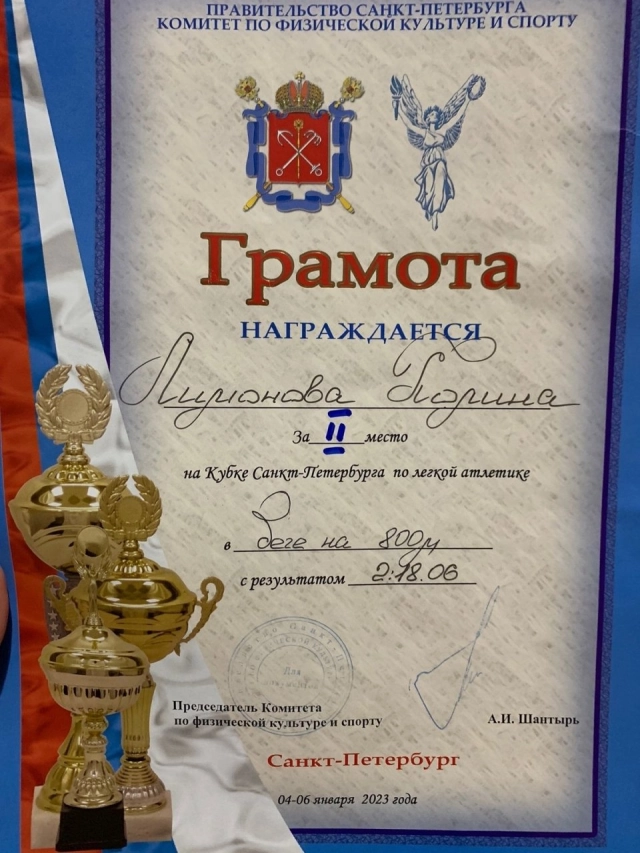 ПРАВИТЕЛЬСТВО САНКТ-ПЕТЕРБУРГА
КОМИТЕТ ПО ФИЗИЧЕСКОЙ КУЛЬТУРЕ И СПОРТУ
Грамота
НАГРАЖДАЕТСЯ
За II место
на Кубке Санкт-Петербурга по легкой атлетике
в беге на 800м
с результатом 2:18.06
Председатель Комитета
по физической культуре и спорту
А.И. Шантырь
Санкт-Петербург
04-06 января 2023 года